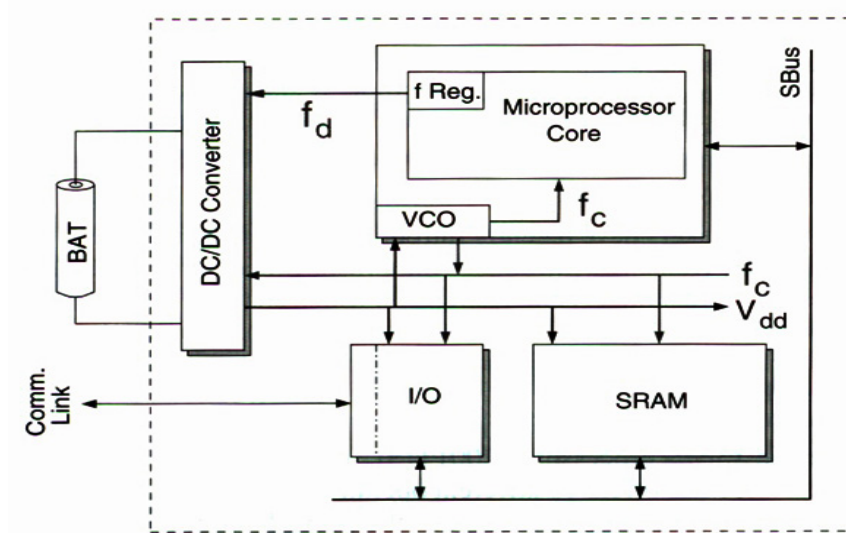 SBus
f Reg.
Microprocessor
Core
f_d
DC/DC Converter
BAT
VCO
f_c
f_c
V_dd
I/O
SRAM
Comm.
Link